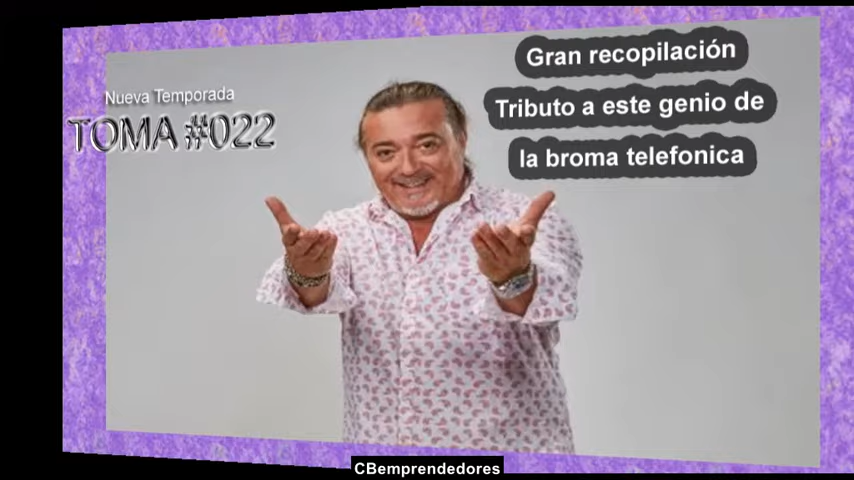 Nueva Temporada
TOMA #022
Gran recopilación
Tributo a este genio de
la broma telefonica
CBemprendedores